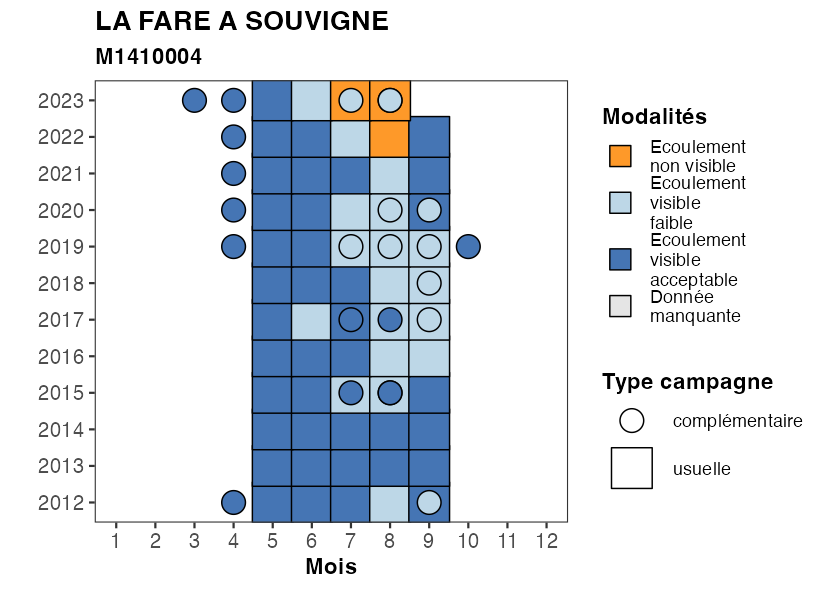 LA FARE A SOUVIGNE
M1410004
2023
2022
2021
2020
2019
2018
2017
2016
2015
2014
2013
2012
1 2 3 4 5 6 7 8 9 10 11 12
Mois
Modalités
Ecoulement
non visible
Ecoulement
visible
faible
Ecoulement
visible
acceptable
Donnée
manquante
Type campagne
complémentaire
usuelle